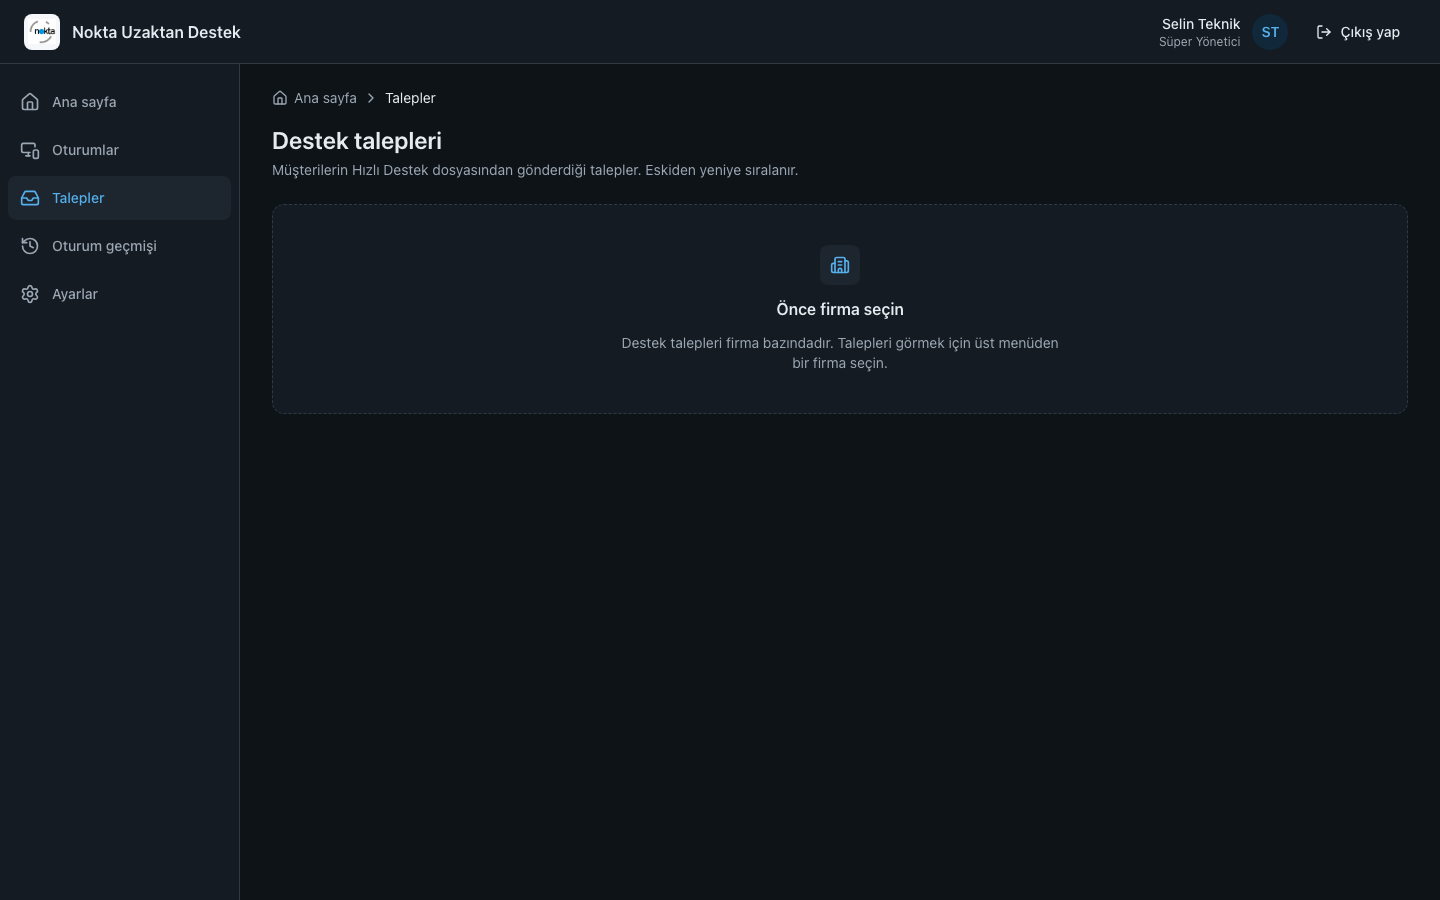 nokta
Nokta Uzaktan Destek
Selin Teknik
Süper Yönetici
ST
Çıkış yap
Ana sayfa
Oturumlar
Talepler
Oturum geçmişi
Ayarlar
Ana sayfa
Talepler
Destek talepleri
Müşterilerin Hızlı Destek dosyasından gönderdiği talepler. Eskiden yeniye sıralanır.
Önce firma seçin
Destek talepleri firma bazındadır. Talepleri görmek için üst menüden
bir firma seçin.